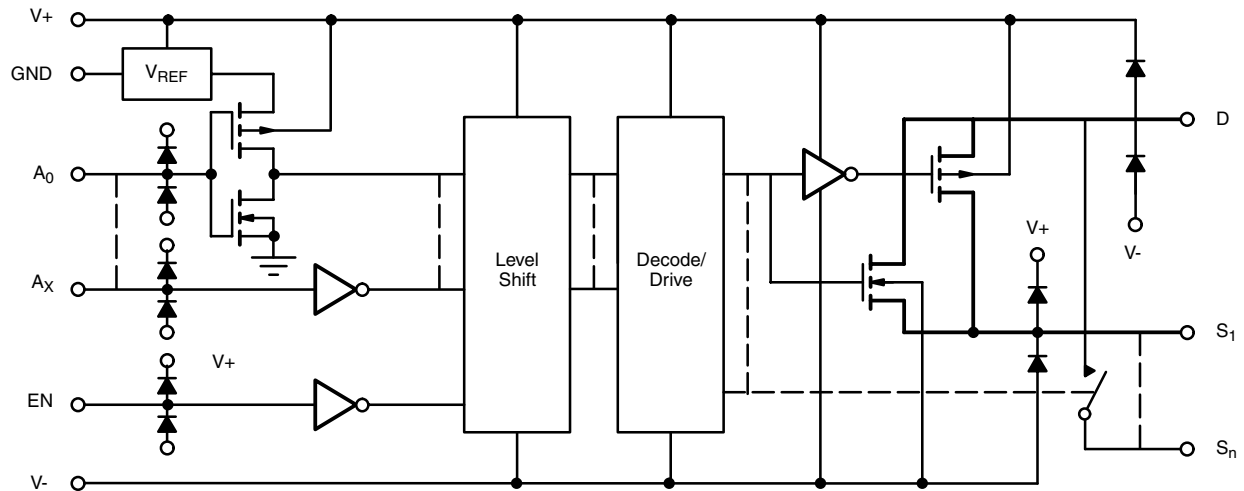 V+
GND
VREF
D
A0
Level
Shift
Decode/
Drive
V+
V-
AX
S1
V+
EN
Sn
V-